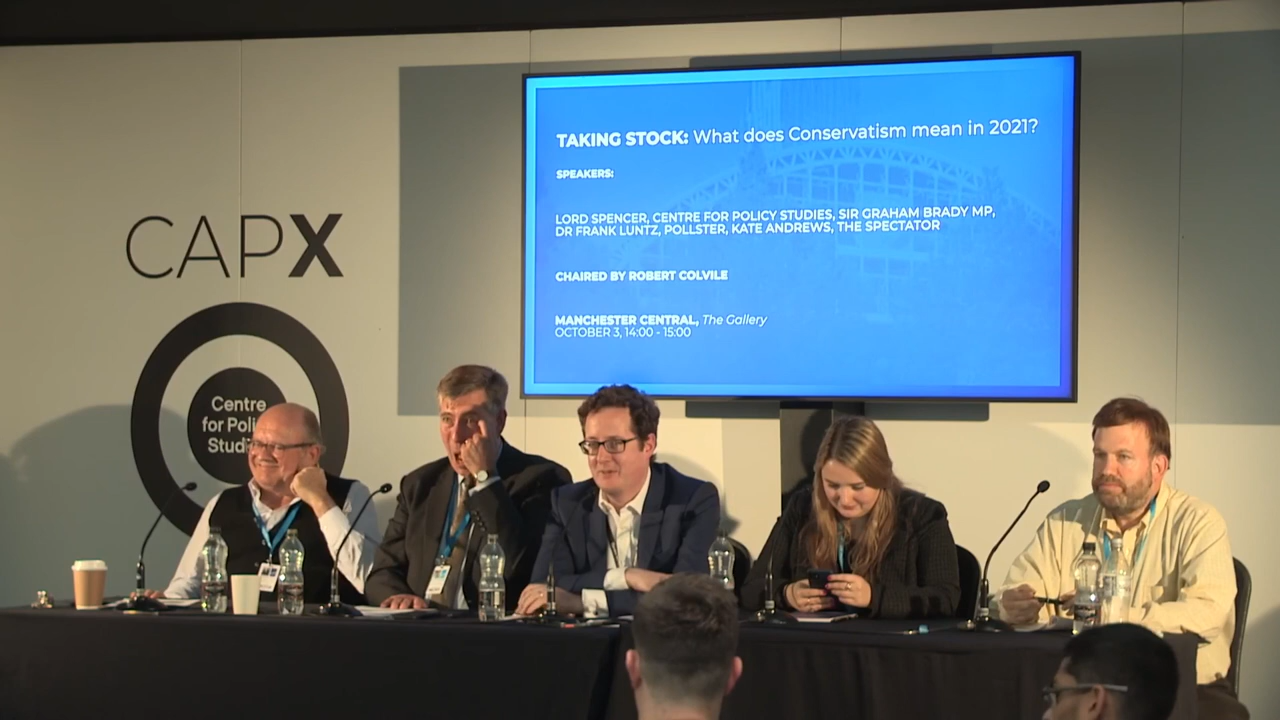 TAKING STOCK: What does Conservatism mean in 2021?
SPEAKERS:
LORD SPENCER, CENTRE FOR POLICY STUDIES, SIR GRAHAM BRADY MP,
DR FRANK LUNTZ, POLLSTER, KATE ANDREWS, THE SPECTATOR
CHAIRED BY ROBERT COLVILE
MANCHESTER CENTRAL, The Gallery
OCTOBER 3, 14:00 - 15:00
CAPX
Centre
for Poli
Studi